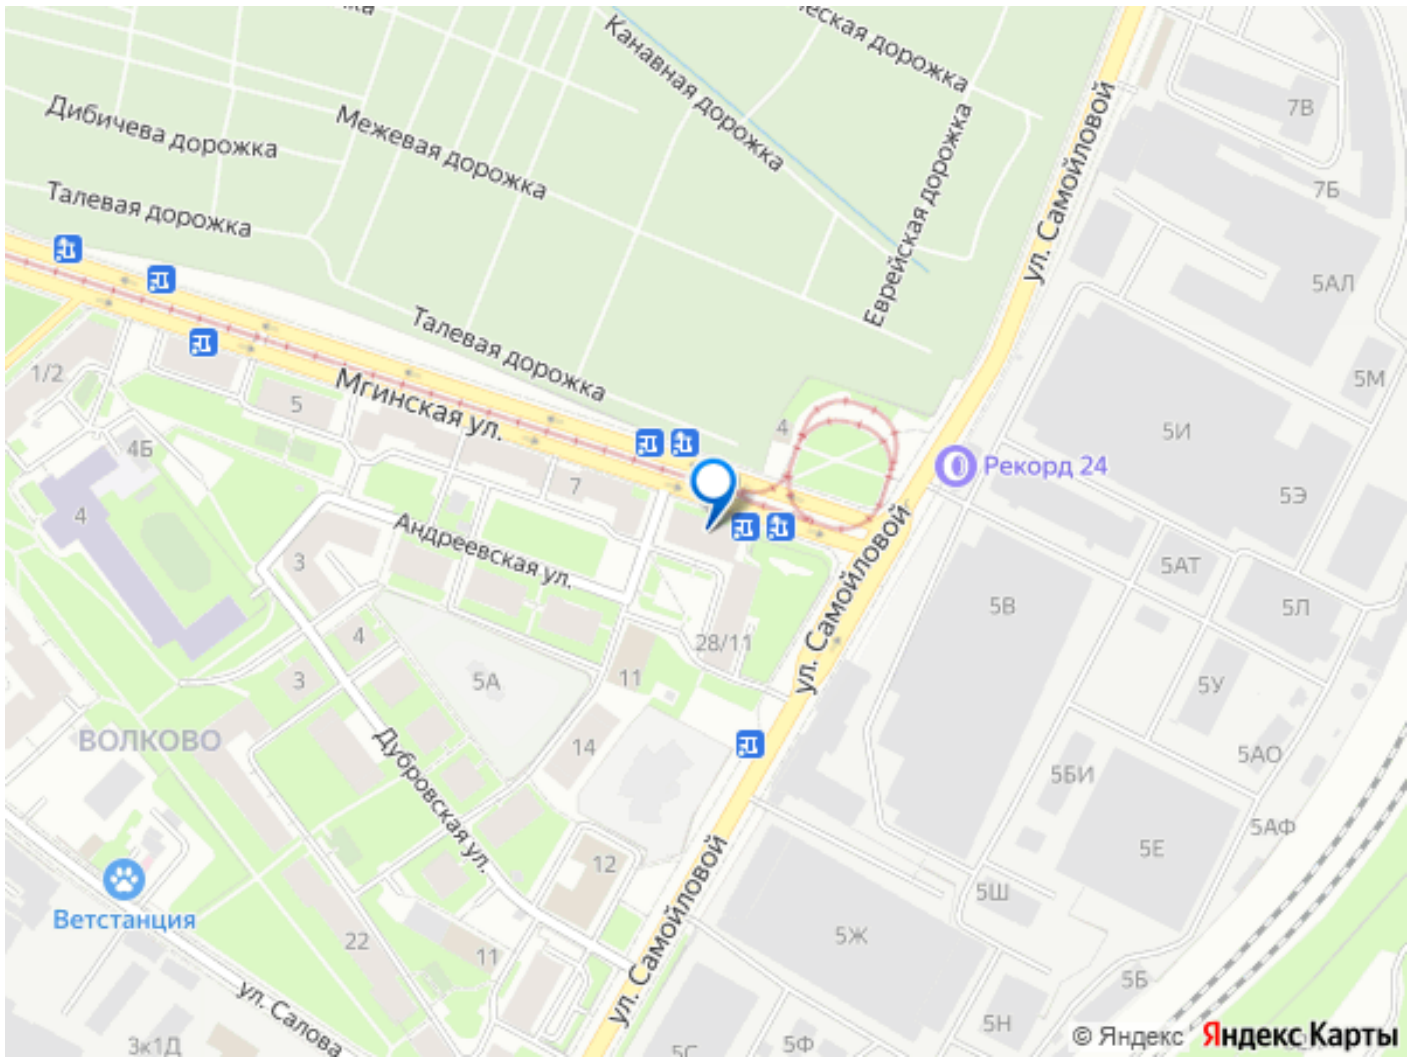 еская дорожка
Канавная дорожка
7В
Дибичева дорожка
Межевая дорожка
Еврейская дорожка
ул. Самойловой
7Б
Талевая дорожка
5АЛ
Талевая дорожка
1/2
Мгинская ул.
5
5М
4
5И
4Б
Рекорд 24
7
5Э
4
Андреевская ул.
3
ул. Самойловой
5АТ
5В
5Л
4
28/11
3
5А
11
5У
ВОЛКОВО
14
5АО
5БИ
Дубровская ул.
5АФ
5Е
12
Ветстанция
5Ш
22
11
ул. Самойловой
5Ж
5Б
ул. Салова
5Н
3к1Д
5С
5Ф
© Яндекс Яндекс Карты